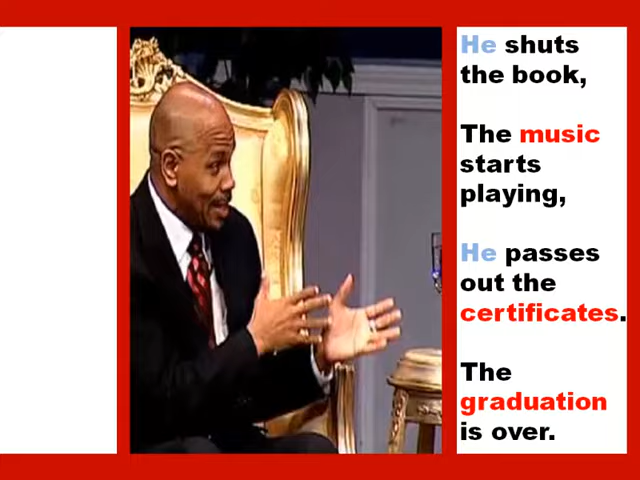 He shuts
the book,
The music
starts
playing,
He passes
out the
certificates.
The
graduation
is over.